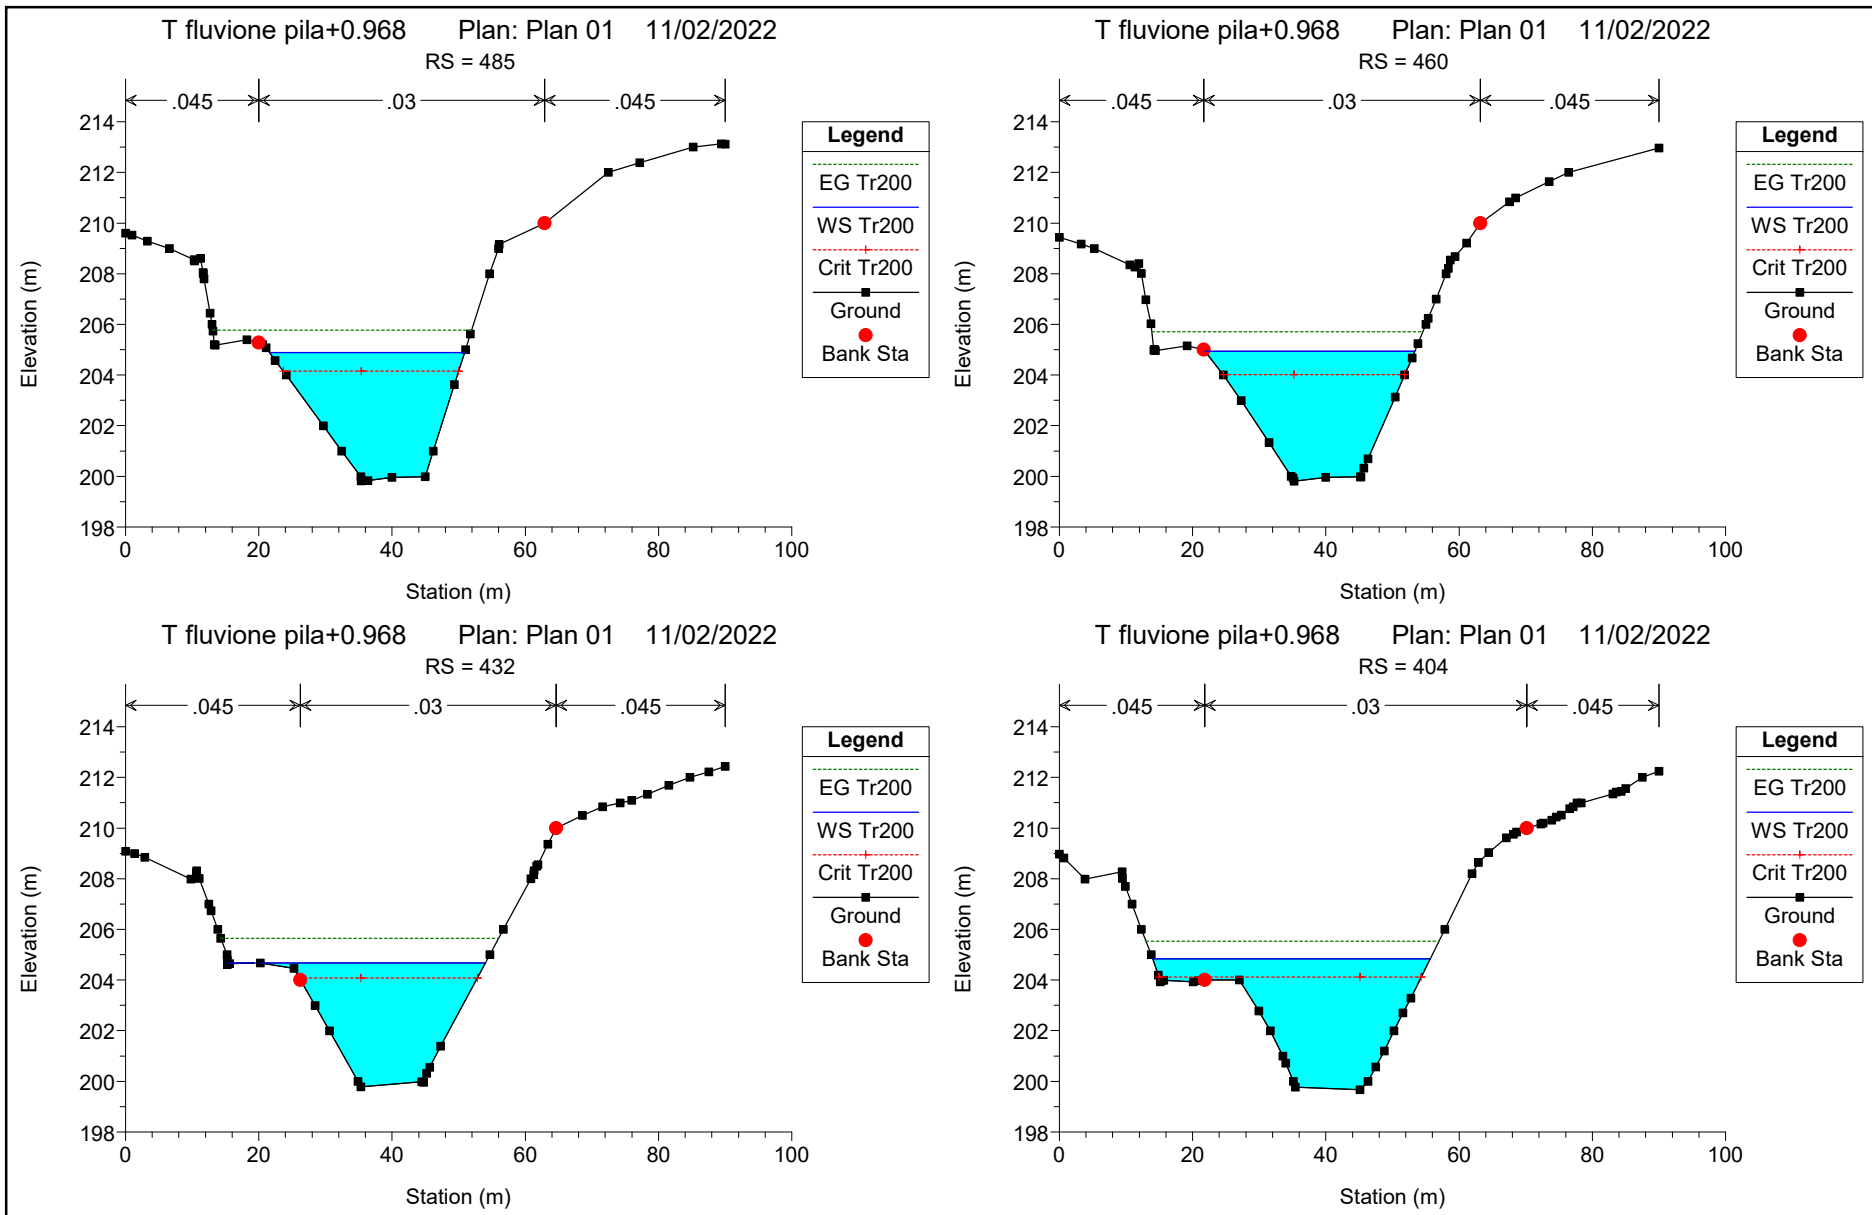 T fluvione pila+0.968 Plan: Plan 01 11/02/2022
RS = 485
.045 .03 .045
214
212
210
208
206
204
202
200
198
0 20 40 60 80 100
Station (m)
Elevation (m)
Legend
EG Tr200
WS Tr200
Crit Tr200
Ground
Bank Sta
T fluvione pila+0.968 Plan: Plan 01 11/02/2022
RS = 460
.045 .03 .045
214
212
210
208
206
204
202
200
198
0 20 40 60 80 100
Station (m)
Elevation (m)
Legend
EG Tr200
WS Tr200
Crit Tr200
Ground
Bank Sta
T fluvione pila+0.968 Plan: Plan 01 11/02/2022
RS = 432
.045 .03 .045
214
212
210
208
206
204
202
200
198
0 20 40 60 80 100
Station (m)
Elevation (m)
Legend
EG Tr200
WS Tr200
Crit Tr200
Ground
Bank Sta
T fluvione pila+0.968 Plan: Plan 01 11/02/2022
RS = 404
.045 .03 .045
214
212
210
208
206
204
202
200
198
0 20 40 60 80 100
Station (m)
Elevation (m)
Legend
EG Tr200
WS Tr200
Crit Tr200
Ground
Bank Sta